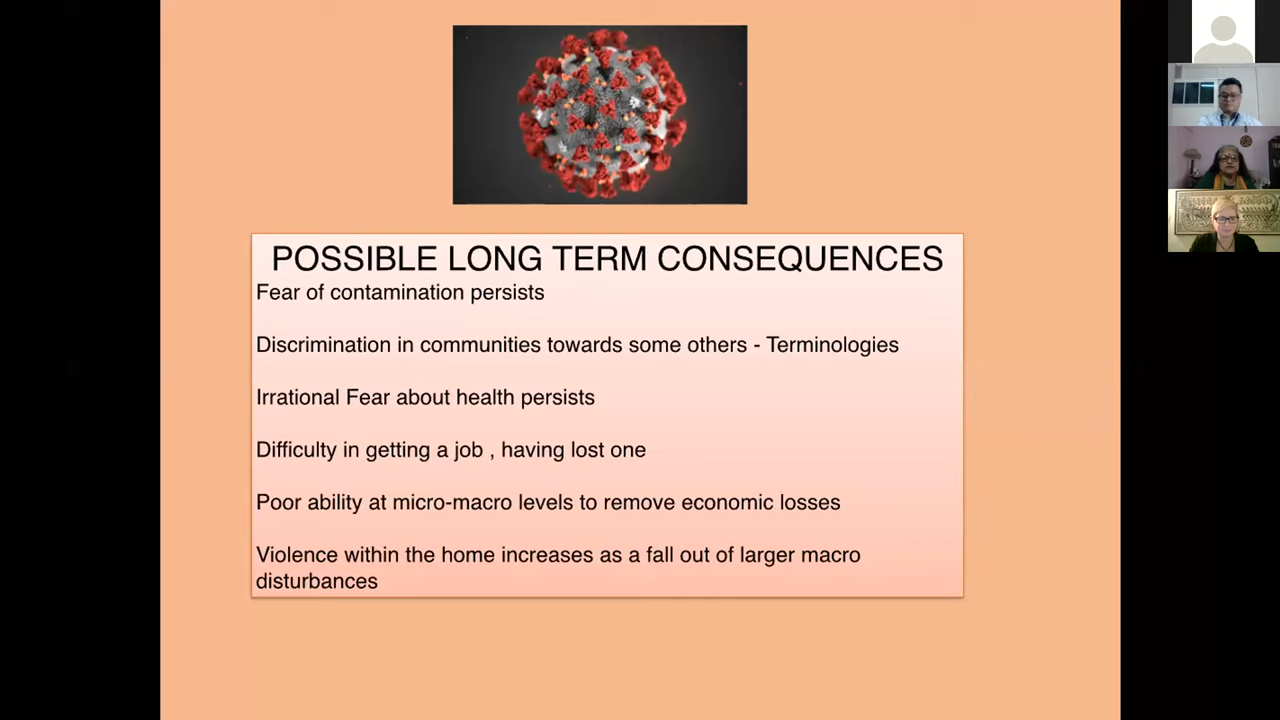 POSSIBLE LONG TERM CONSEQUENCES
Fear of contamination persists
Discrimination in communities towards some others - Terminologies
Irrational Fear about health persists
Difficulty in getting a job , having lost one
Poor ability at micro-macro levels to remove economic losses
Violence within the home increases as a fall out of larger macro
disturbances